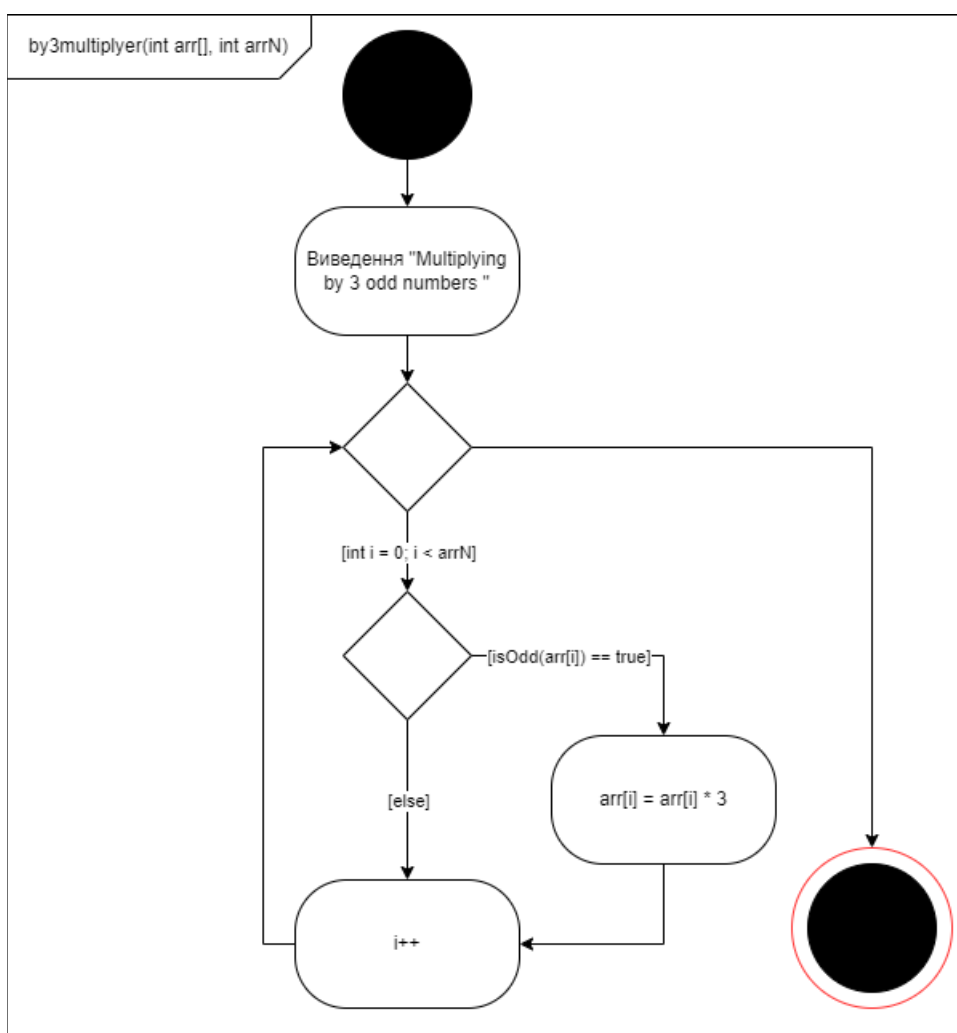 by3multiplyer(int arr[], int arrN)
Виведення "Multiplying
by 3 odd numbers "
[int i = 0; i < arrN]
[isOdd(arr[i]) == true]
arr[i] = arr[i] * 3
[else]
i++